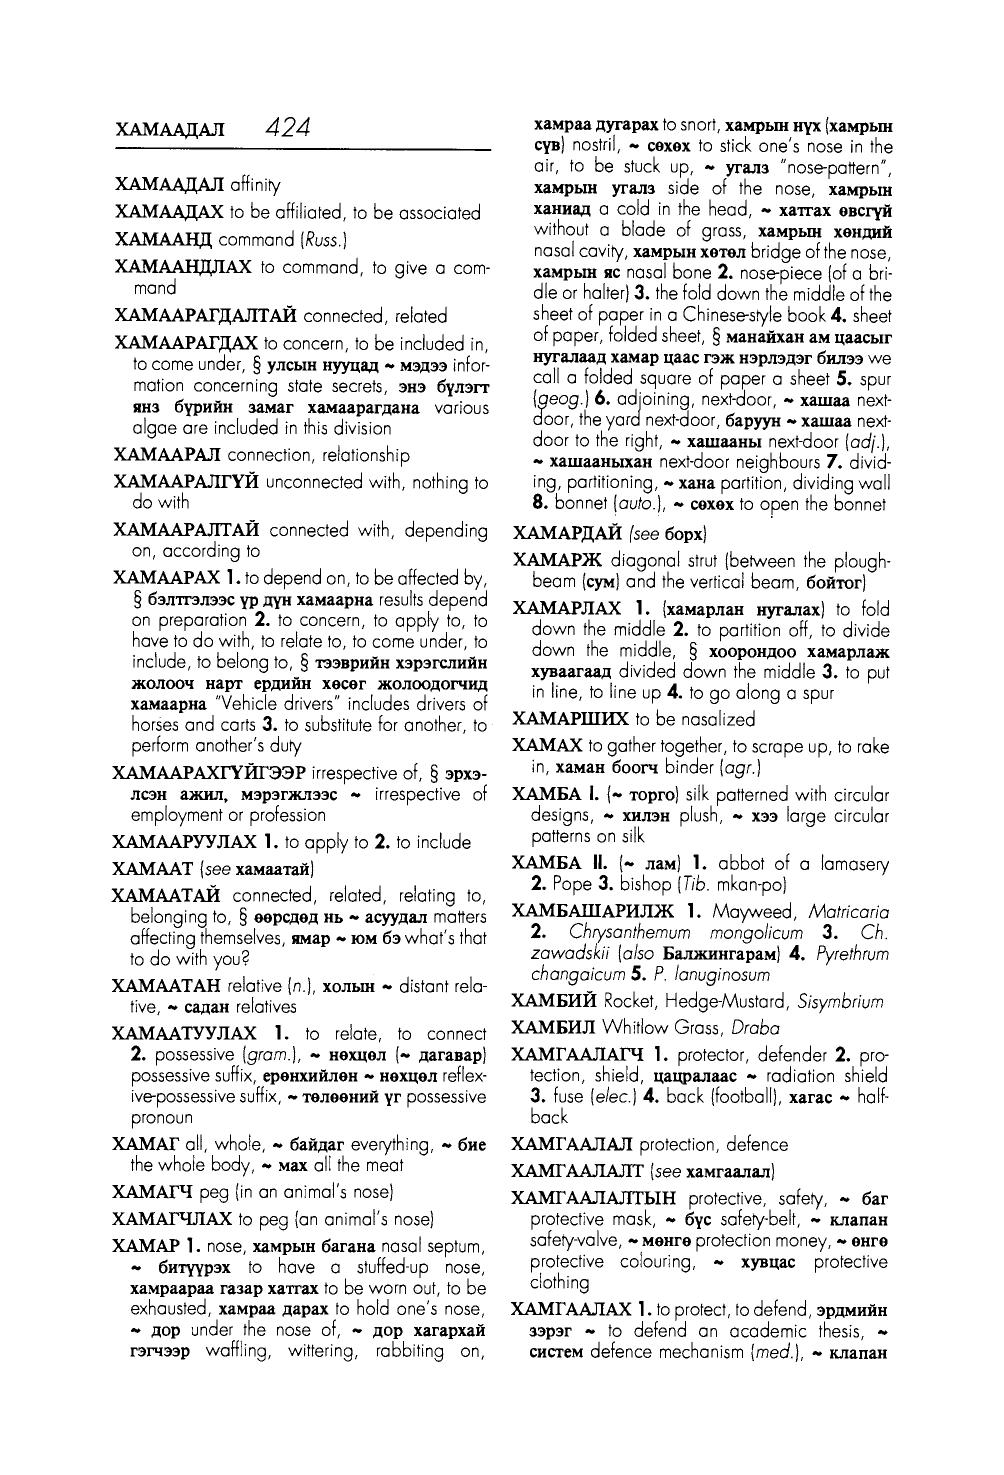 ХАМААДАЛ 424
ХАМААДАЛ affinity
ХАМААДАХ to be affiliated, to be associated
ХАМААНД command (Russ.)
ХАМААНДЛАХ to command, to give a com-
mand
ХАМААРАГДАЛТАЙ connected, related
ХАМААРАГДАХ to concern, to be included in,
to come under, § улсын нууцад ~ мэдээ infor-
mation concerning state secrets, энэ бүлэгт
янз бүрийн замаг хамаарагдана various
algae are included in this division
ХАМААРАЛ connection, relationship
ХАМААРАЛГҮЙ unconnected with, nothing to
do with
ХАМААРАЛТАЙ connected with, depending
on, according to
ХАМААРАХ 1. to depend on, to be affected by,
§ бэлтгэлээс үр дүн хамаарна results depend
on preparation 2. to concern, to apply to, to
have to do with, to relate to, to come under, to
include, to belong to, § тээврийн хэрэгслийн
жолооч нарт ердийн хөсөг жолоодогчид
хамаарна "Vehicle drivers" includes drivers of
horses and carts 3. to substitute for another, to
perform another's duty
ХАМААРАХГҮЙГЭЭР irrespective of, § эрхэ-
лсэн ажил, мэрэгжлээс ~ irrespective of
employment or profession
ХАМААРУУЛАХ 1. to apply to 2. to include
ХАМААТ (see хамаатай)
ХАМААТАЙ connected, related, relating to,
belonging to, § өөрсдөд нь ~ асуудал matters
affecting themselves, ямар ~ юм бэ what's that
to do with you?
ХАМААТАН relative (n.), холын ~ distant rela-
tive, ~ садан relatives
ХАМААТУУЛАХ 1. to relate, to connect
2. possessive (gram.), ~ нөхцөл (~ дагавар)
possessive suffix, ерөнхийлөн ~ нөхцөл reflex-
ive-possessive suffix, ~ төлөөний үг possessive
pronoun
ХАМАГ all, whole, ~ байдаг everything, ~ бие
the whole body, ~ мах all the meat
ХАМАГЧ peg (in an animal's nose)
ХАМАГЧЛАХ to peg (an animal's nose)
ХАМАР 1. nose, хамрын багана nasal septum,
~ битүүрэх to have a stuffed-up nose,
хамраараа газар хатгах to be worn out, to be
exhausted, хамраа дарах to hold one's nose,
~ дор under the nose of, ~ дор хагархай
гэгчээр waffling, wittering, rabbiting on,
хамраа дугарах to snort, хамрын нүх (хамрын
сүв) nostril, ~ сөхөх to stick one's nose in the
air, to be stuck up, ~ угалз "nose-pattern",
хамрын угалз side of the nose, хамрын
ханиад a cold in the head, ~ хатгах өвсгүй
without a blade of grass, хамрын хөндий
nasal cavity, хамрын хөтөл bridge of the nose,
хамрын яс nasal bone 2. nose-piece (of a bri-
dle or halter) 3. the fold down the middle of the
sheet of paper in a Chinese-style book 4. sheet
of paper, folded sheet, § манайхан ам цаасыг
нугалаад хамар цаас гэж нэрлэдэг билээ we
call a folded square of paper a sheet 5. spur
(geog.) 6. adjoining, next-door, ~ хашаа next-
door, the yard next-door, баруун ~ хашаа next-
door to the right, ~ хашааны next-door (adj.),
~ хашааныхан next-door neighbours 7. divid-
ing, partitioning, ~ хана partition, dividing wall
8. bonnet (auto.), ~ сөхөх to open the bonnet
ХАМАРДАЙ (see борх)
ХАМАРЖ diagonal strut (between the plough-
beam (сум) and the vertical beam, бойтог)
ХАМАРЛАХ 1. (хамарлан нугалах) to fold
down the middle 2. to partition off, to divide
down the middle, § хоорондоо хамарлаж
хуваагаад divided down the middle 3. to put
in line, to line up 4. to go along a spur
ХАМАРШИХ to be nasalized
ХАМАХ to gather together, to scrape up, to rake
in, хаман боогч binder (agr.)
ХАМБА I. (~ торго) silk patterned with circular
designs, ~ хилэн plush, ~ хээ large circular
patterns on silk
ХАМБА II. (~ лам) 1. abbot of a lamasery
2. Pope 3. bishop (Tib. mkan-po)
ХАМБАШАРИЛЖ 1. Mayweed, Matricaria
2. Chrysanthemum mongolicum 3. Ch.
zawadskii (also Балжингарам) 4. Pyrethrum
changaicum 5. P. lanuginosum
ХАМБИЙ Rocket, Hedge-Mustard, Sisymbrium
ХАМБИЛ Whitlow Grass, Draba
ХАМГААЛАГЧ 1. protector, defender 2. pro-
tection, shield, цацралаас ~ radiation shield
3. fuse (elec.) 4. back (football), хагас ~ half-
back
ХАМГААЛАЛ protection, defence
ХАМГААЛАЛТ (see хамгаалал)
ХАМГААЛАЛТЫН protective, safety, ~ баг
protective mask, ~ бүс safety-belt, ~ клапан
safety-valve, ~ мөнгө protection money, ~ өнгө
protective colouring, ~ хувцас protective
clothing
ХАМГААЛАХ 1. to protect, to defend, эрдмийн
зэрэг ~ to defend an academic thesis, ~
систем defence mechanism (med.), ~ клапан